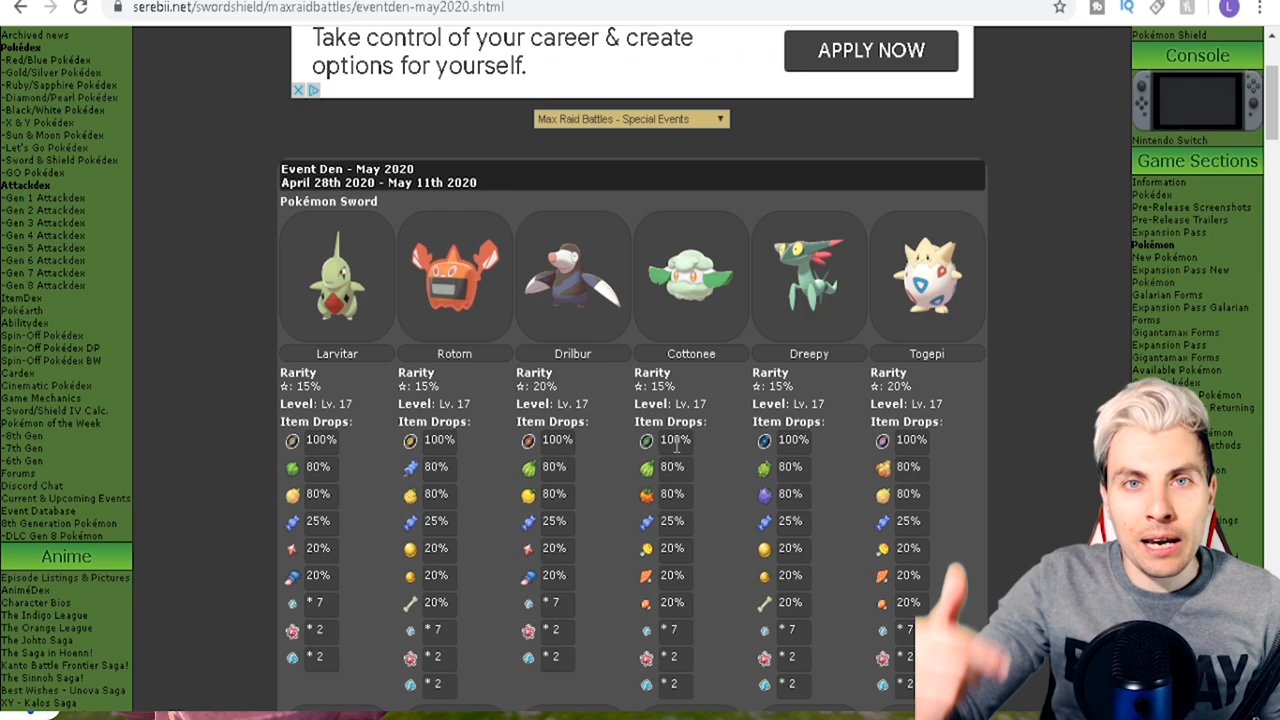 serebii.net/swordshield/maxraidbattles/eventden-may2020.shtml
L
Archived news
Pokédex
-Red/Blue Pokédex
-Gold/Silver Pokédex
-Ruby/Sapphire Pokédex
-Diamond/Pearl Pokédex
-Black/White Pokédex
-X & Y Pokédex
-Sun & Moon Pokédex
-Let's Go Pokédex
-Sword & Shield Pokédex
-GO Pokédex
Attackdex
-Gen 1 Attackdex
-Gen 2 Attackdex
-Gen 3 Attackdex
-Gen 4 Attackdex
-Gen 5 Attackdex
-Gen 6 Attackdex
-Gen 7 Attackdex
-Gen 8 Attackdex
ItemDex
Pokéarth
Abilitydex
Spin-Off Pokédex
Spin-Off Pokédex DP
Spin-Off Pokédex BW
Cardex
Cinematic Pokédex
Game Mechanics
-Sword/Shield IV Calc.
Pokémon of the Week
-8th Gen
-7th Gen
-6th Gen
Forums
Discord Chat
Current & Upcoming Events
Event Database
8th Generation Pokémon
-DLC Gen 8 Pokémon
Anime
Episode Listings & Pictures
AniméDex
Character Bios
The Indigo League
The Orange League
The Johto Saga
The Saga in Hoenn!
Kanto Battle Frontier Saga!
The Sinnoh Saga!
Best Wishes - Unova Saga
XY - Kalos Saga
Take control of your career & create
options for yourself.
APPLY NOW
Max Raid Battles - Special Events
Event Den - May 2020
April 28th 2020 - May 11th 2020
Pokémon Sword
Larvitar Rotom Drilbur Cottonee Dreepy Togepi
Rarity Rarity Rarity Rarity Rarity Rarity
☆: 15% ☆: 15% ☆: 20% ☆: 15% ☆: 15% ☆: 20%
Level: Lv. 17 Level: Lv. 17 Level: Lv. 17 Level: Lv. 17 Level: Lv. 17 Level: Lv. 17
Item Drops: Item Drops: Item Drops: Item Drops: Item Drops: Item Drops:
100% 100% 100% 100% 100% 100%
80% 80% 80% 80% 80% 80%
80% 80% 80% 80% 80% 80%
25% 25% 25% 25% 25% 25%
20% 20% 20% 20% 20% 20%
20% 20% 20% 20% 20% 20%
* 7 20% * 7 20% 20% 20%
* 2 * 7 * 2 * 7 * 7 * 7
* 2 * 2 * 2 * 2 * 2 * 2
* 2 * 2 * 2 * 2
Pokémon Shield
Console
Nintendo Switch
Game Sections
Information
Pokédex
Pre-Release Screenshots
Pre-Release Trailers
Expansion Pass
Pokémon
New Pokémon
Expansion Pass New
Pokémon
Galarian Forms
Expansion Pass Galarian
Forms
Gigantamax Forms
Expansion Pass
Gigantamax Forms
Available Pokémon
Returning